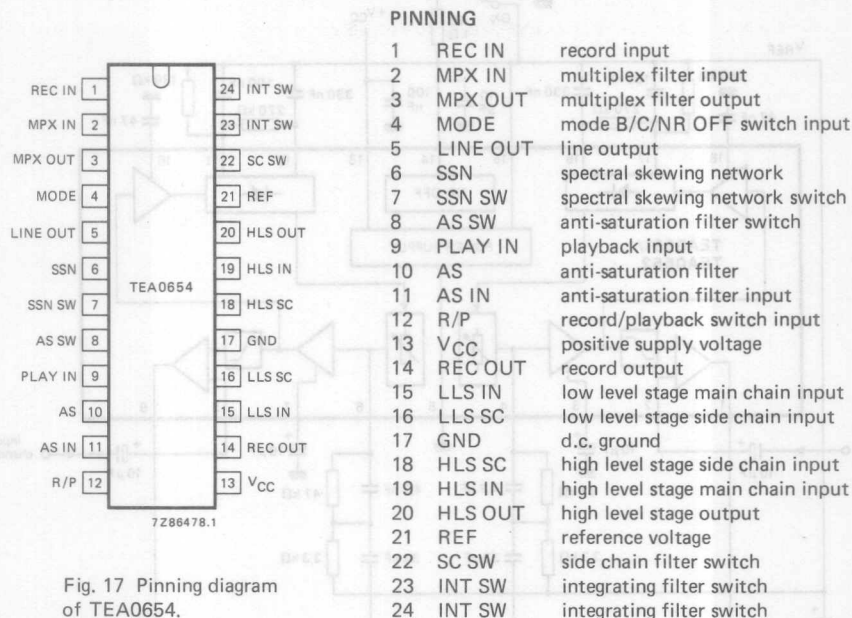 PINNING
1 REC IN record input
2 MPX IN multiplex filter input
3 MPX OUT multiplex filter output
4 MODE mode B/C/NR OFF switch input
5 LINE OUT line output
6 SSN spectral skewing network
7 SSN SW spectral skewing network switch
8 AS SW anti-saturation filter switch
9 PLAY IN playback input
10 AS anti-saturation filter
11 AS IN anti-saturation filter input
12 R/P record/playback switch input
13 VCC positive supply voltage
14 REC OUT record output
15 LLS IN low level stage main chain input
16 LLS SC low level stage side chain input
17 GND d.c. ground
18 HLS SC high level stage side chain input
19 HLS IN high level stage main chain input
20 HLS OUT high level stage output
21 REF reference voltage
22 SC SW side chain filter switch
23 INT SW integrating filter switch
24 INT SW integrating filter switch
REC IN 1 24 INT SW
MPX IN 2 23 INT SW
MPX OUT 3 22 SC SW
MODE 4 21 REF
LINE OUT 5 20 HLS OUT
SSN 6 19 HLS IN
TEA0654
SSN SW 7 18 HLS SC
AS SW 8 17 GND
PLAY IN 9 16 LLS SC
AS 10 15 LLS IN
AS IN 11 14 REC OUT
R/P 12 13 VCC
7Z86478.1
Fig. 17 Pinning diagram
of TEA0654.